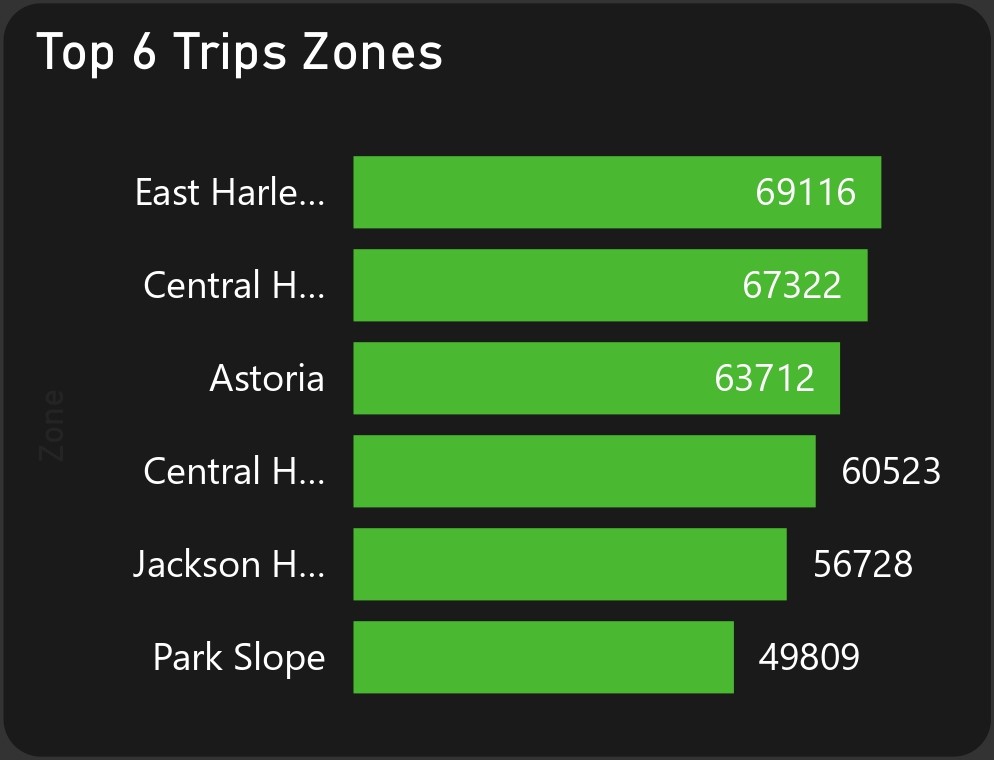 Top 6 Trips Zones
East Harle... 69116
Central H... 67322
Astoria 63712
Zone
Central H... 60523
Jackson H... 56728
Park Slope 49809